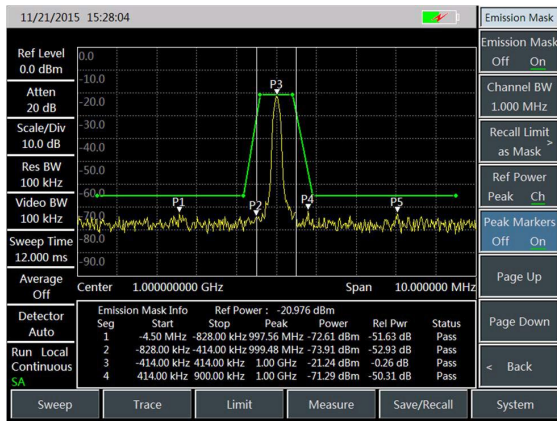 11/21/2015 15:28:04
Emission Mask
Ref Level
0.0 dBm
Atten
20 dB
Scale/Div
10.0 dB
Res BW
100 kHz
Video BW
100 kHz
Sweep Time
12.000 ms
Average
Off
Detector
Auto
Run Local
Continuous
SA
0.0
-10.0
-20.0
-30.0
-40.0
-50.0
-60.0
-70.0
-80.0
-90.0
P1
P2
P3
P4
P5
Center 1.000000000 GHz Span 10.000000 MHz
Emission Mask Info Ref Power : -20.976 dBm
Seg Start Stop Peak Power Rel Pwr Status
1 -4.50 MHz -828.00 kHz 997.56 MHz -72.61 dBm -51.63 dB Pass
2 -828.00 kHz -414.00 kHz 999.48 MHz -73.91 dBm -52.93 dB Pass
3 -414.00 kHz 414.00 kHz 1.00 GHz -21.24 dBm -0.26 dB Pass
4 414.00 kHz 900.00 kHz 1.00 GHz -71.29 dBm -50.31 dB Pass
Emission Mask
Off On
Channel BW
1.000 MHz
Recall Limit
as Mask >
Ref Power
Peak Ch
Peak Markers
Off On
Page Up
Page Down
< Back
Sweep
Trace
Limit
Measure
Save/Recall
System